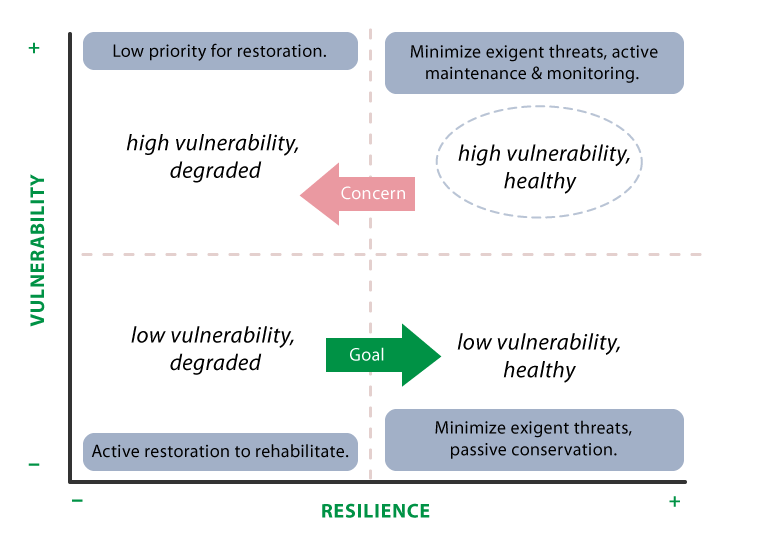 +
Low priority for restoration.
Minimize exigent threats, active
maintenance & monitoring.
high vulnerability,
degraded
high vulnerability,
healthy
Concern
VULNERABILITY
low vulnerability,
degraded
Goal
low vulnerability,
healthy
Active restoration to rehabilitate.
Minimize exigent threats,
passive conservation.
–
–
RESILIENCE
+